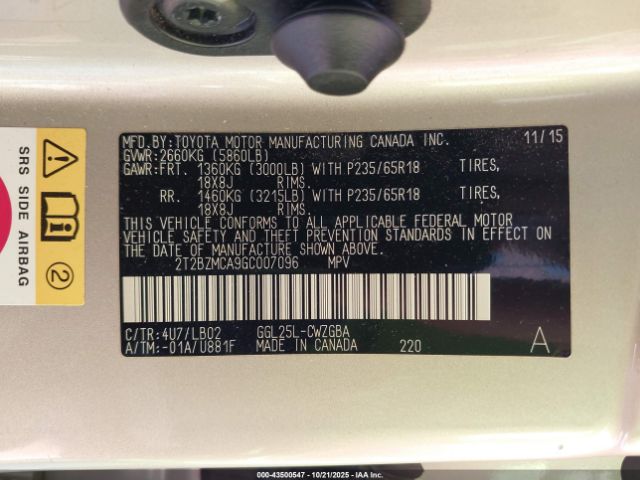 MFD.BY:TOYOTA MOTOR MANUFACTURING CANADA INC. 11/15
GVWR:2660KG (5860LB)
GAWR:FRT. 1360KG (3000LB) WITH P235/65R18 TIRES,
18X8J RIMS.
RR. 1460KG (3215LB) WITH P235/65R18 TIRES,
18X8J RIMS.
THIS VEHICLE CONFORMS TO ALL APPLICABLE FEDERAL MOTOR
VEHICLE SAFETY AND THEFT PREVENTION STANDARDS IN EFFECT
ON THE DATE OF MANUFACTURE SHOWN ABOVE.
2T2BZMCA9GC007096 MPV
C/TR:4U7/LB02 GGL25L-CWZGBA
A/TM:-01A/U881F MADE IN CANADA 220 A
SRS SIDE AIRBAG
2
000-43500547 - 10/21/2025 - IAA Inc.